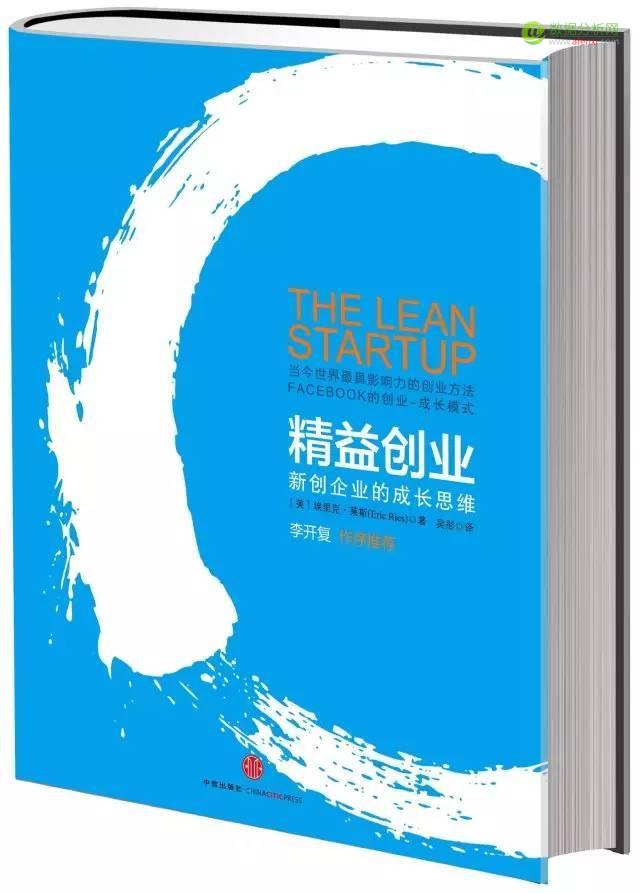 数据分析网
THE LEAN
STARTUP
当今世界最具影响力的创业方法
FACEBOOK的创业-成长模式
精益创业
新创企业的成长思维
[美]埃里克·莱斯(Eric Ries)著 吴彤译
李开复 作序推荐
中信出版社·CHINACITICPRESS